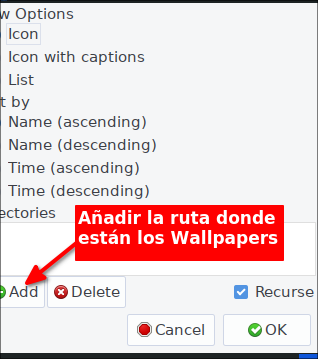 w Options
Icon
Icon with captions
List
t by
Name (ascending)
Name (descending)
Time (ascending)
Time (descending)
ectories
Añadir la ruta donde
están los Wallpapers
Add Delete Recurse
Cancel OK